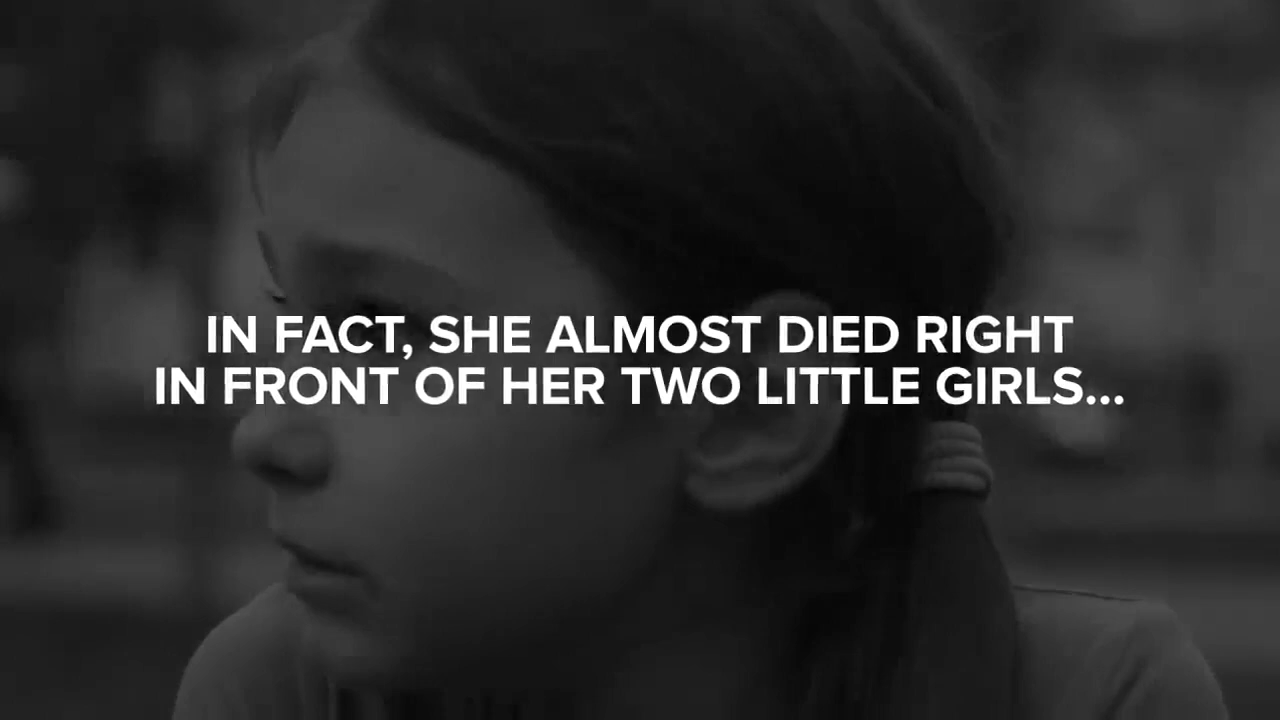 IN FACT, SHE ALMOST DIED RIGHT
IN FRONT OF HER TWO LITTLE GIRLS...